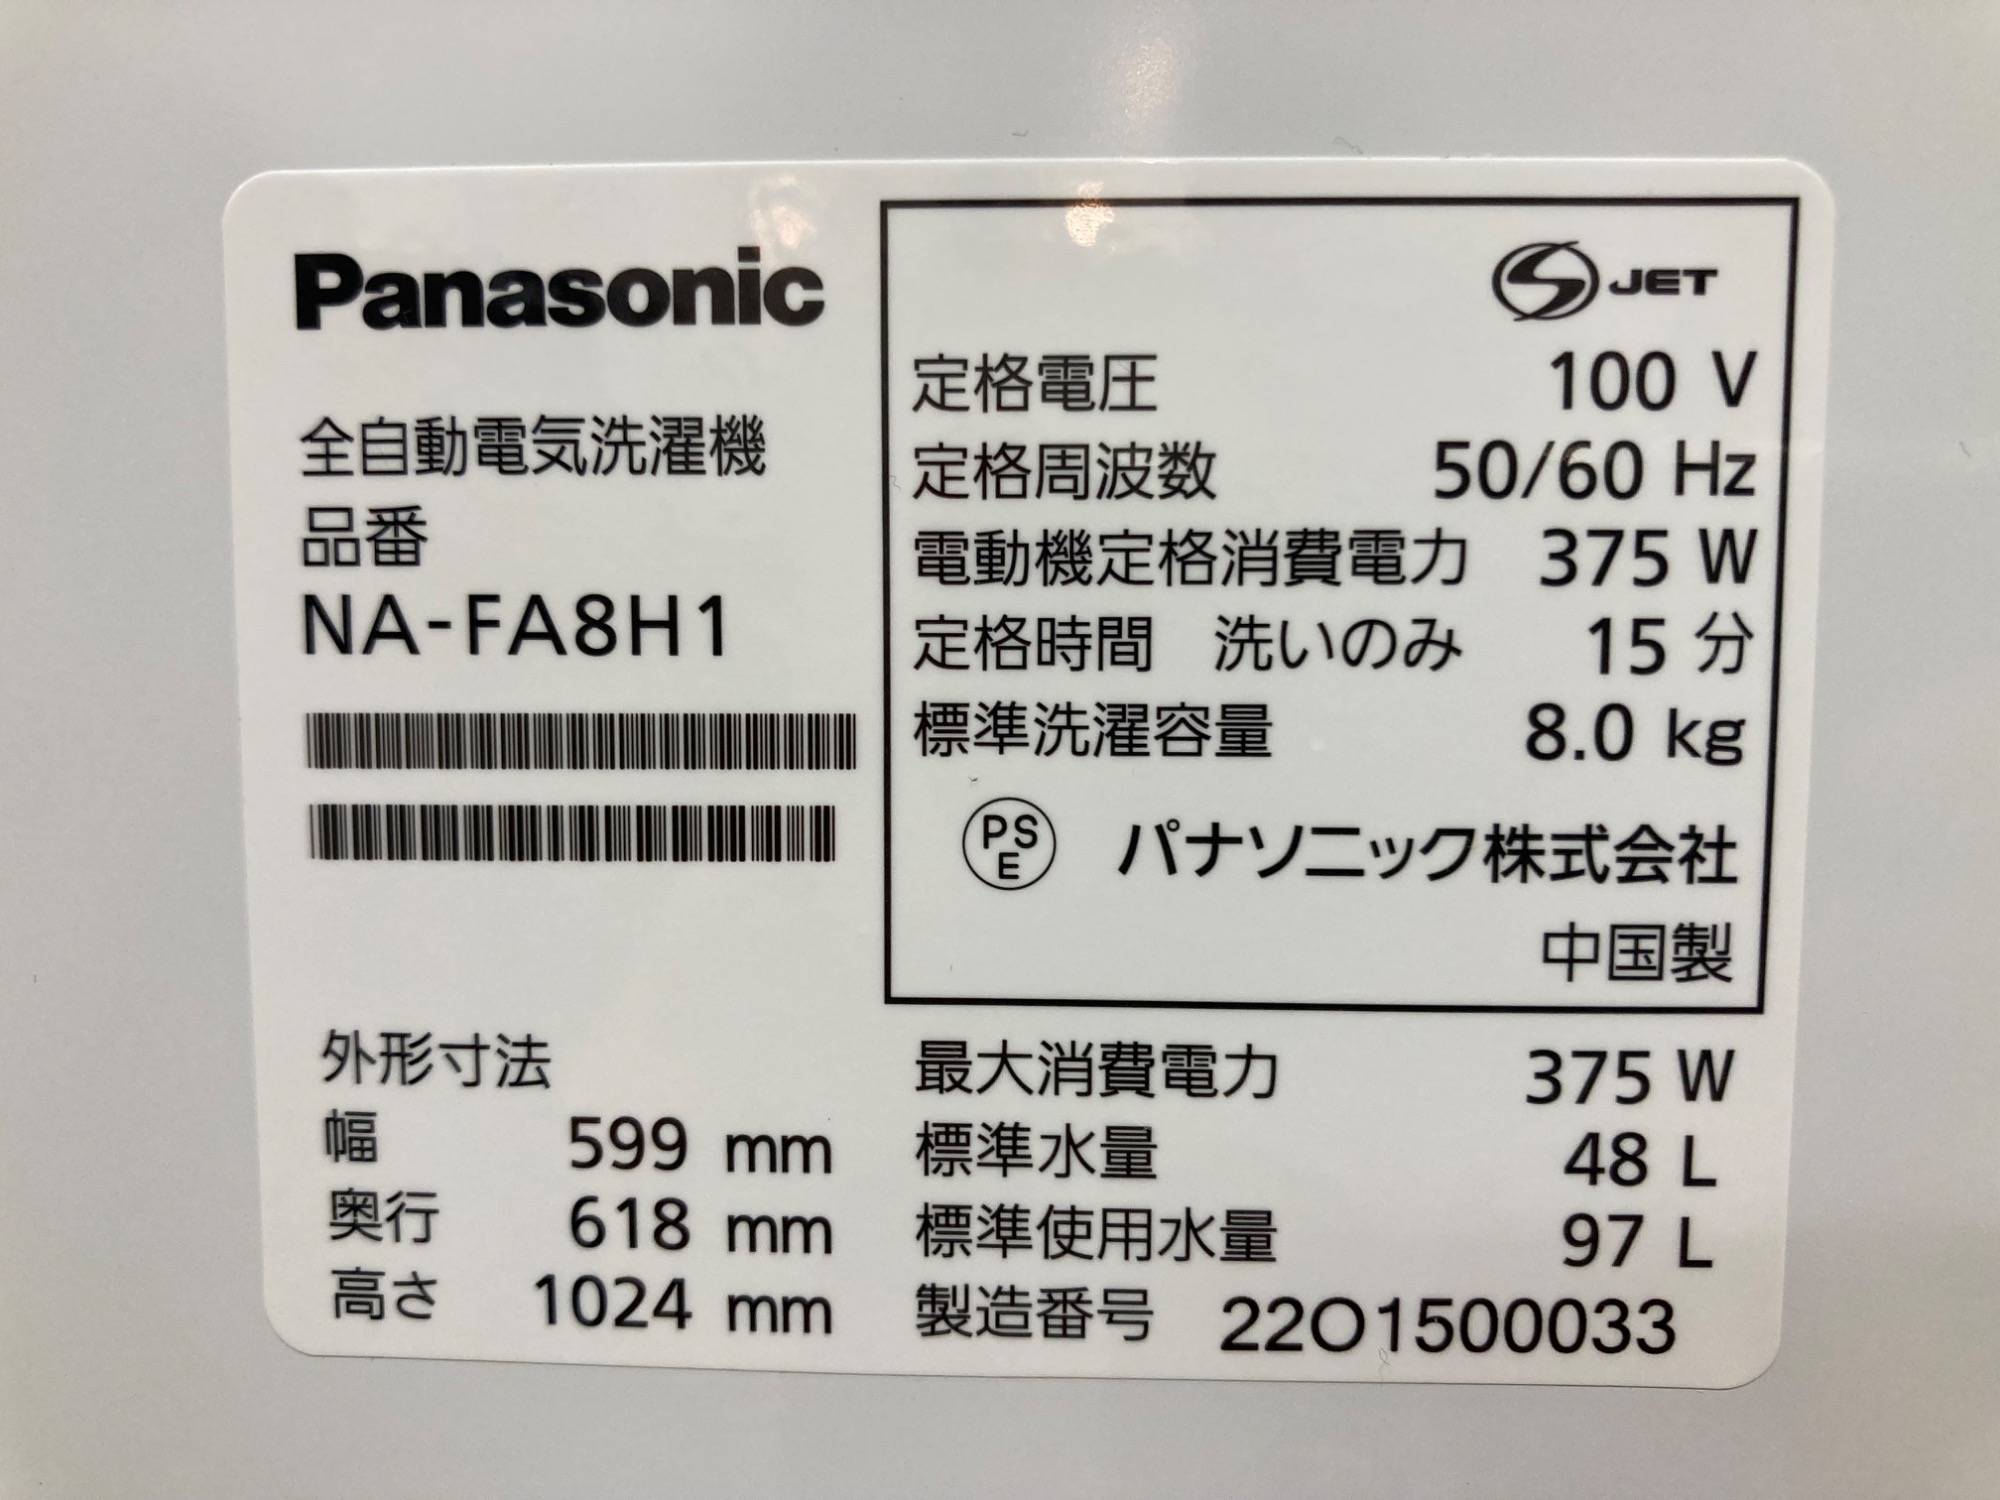 Panasonic
全自動電気洗濯機
品番
NA-FA8H1
JET
定格電圧 100 V
定格周波数 50/60 Hz
電動機定格消費電力 375 W
定格時間 洗いのみ 15 分
標準洗濯容量 8.0 kg
PS
E
パナソニック株式会社
中国製
外形寸法
幅 599 mm
奥行 618 mm
高さ 1024 mm
最大消費電力 375 W
標準水量 48 L
標準使用水量 97 L
製造番号 22O1500033